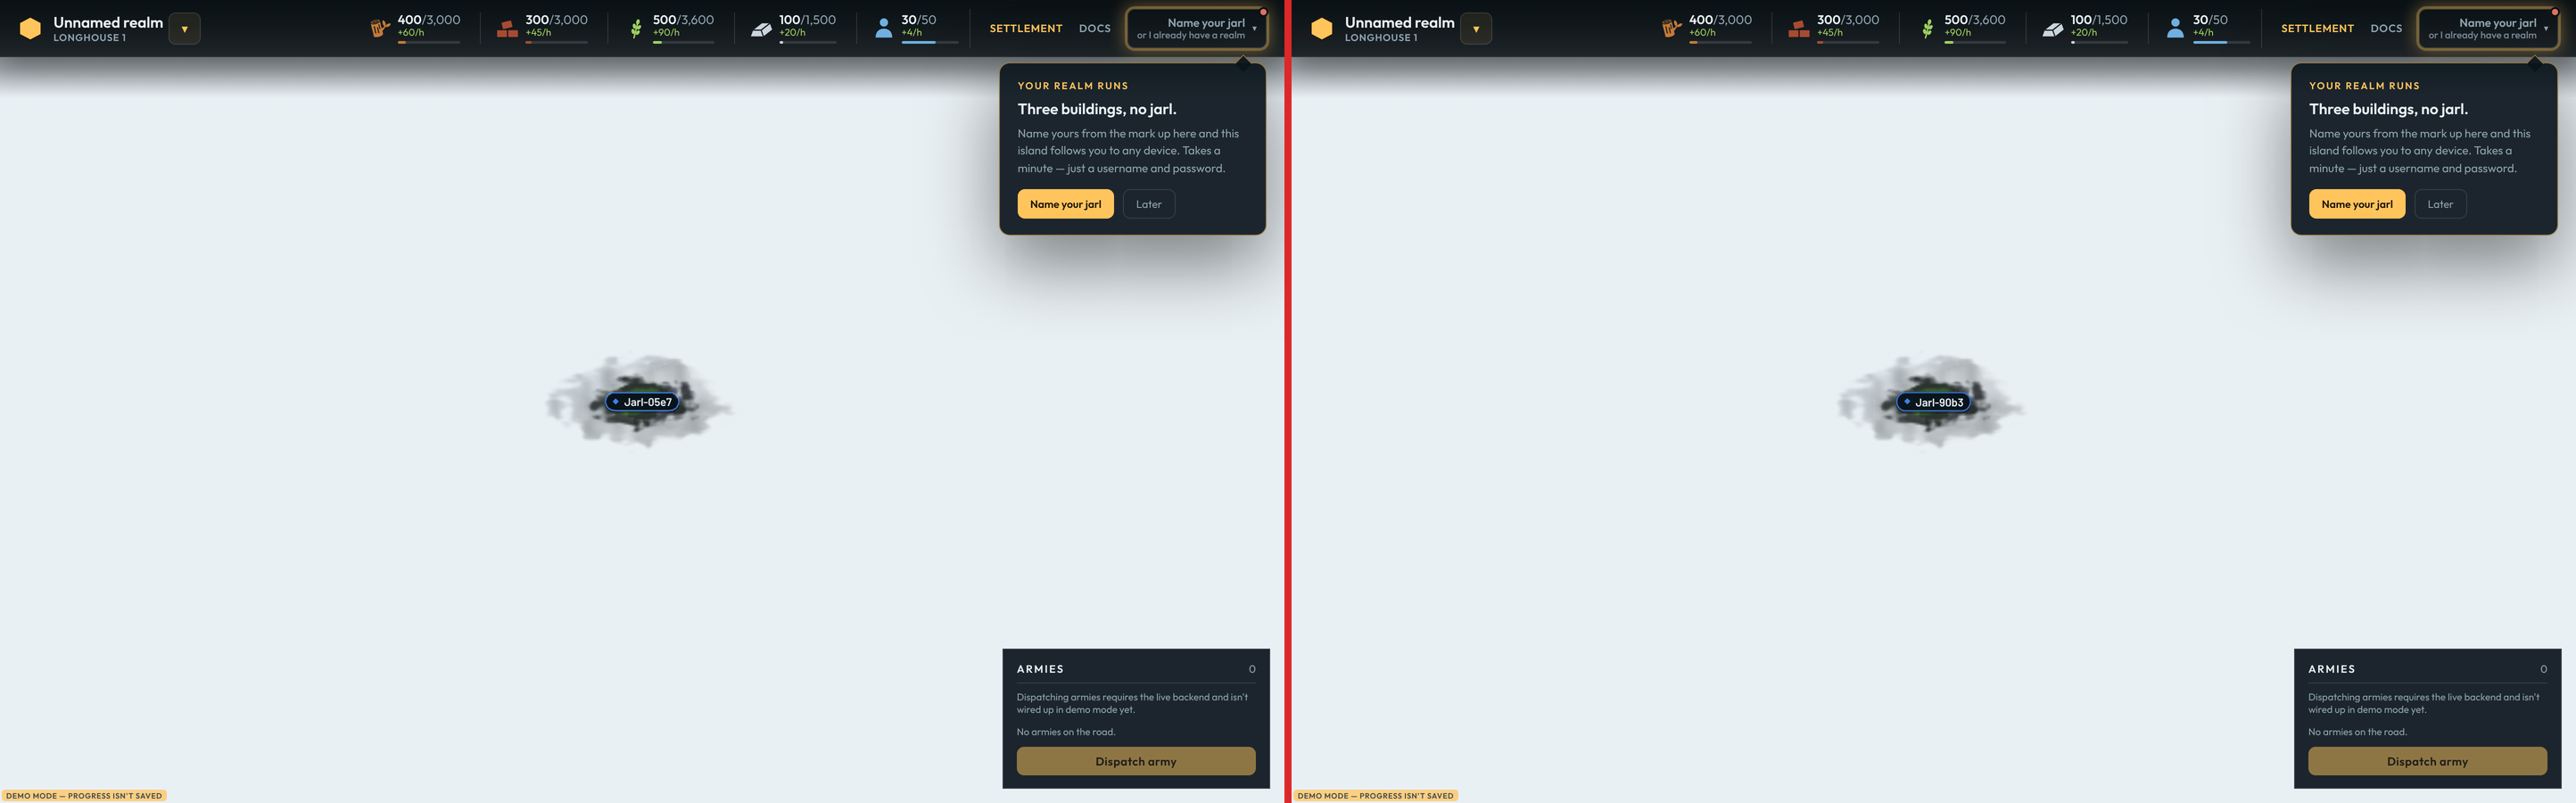 Unnamed realm
LONGHOUSE 1
▼
400/3,000
+60/h
300/3,000
+45/h
500/3,600
+90/h
100/1,500
+20/h
30/50
+4/h
SETTLEMENT
DOCS
Name your jarl
or I already have a realm
▾
YOUR REALM RUNS
Three buildings, no jarl.
Name yours from the mark up here and this
island follows you to any device. Takes a
minute — just a username and password.
Name your jarl
Later
Jarl-05e7
ARMIES 0
Dispatching armies requires the live backend and isn't
wired up in demo mode yet.
No armies on the road.
Dispatch army
DEMO MODE — PROGRESS ISN'T SAVED
Unnamed realm
LONGHOUSE 1
▼
400/3,000
+60/h
300/3,000
+45/h
500/3,600
+90/h
100/1,500
+20/h
30/50
+4/h
SETTLEMENT
DOCS
Name your jarl
or I already have a realm
▾
YOUR REALM RUNS
Three buildings, no jarl.
Name yours from the mark up here and this
island follows you to any device. Takes a
minute — just a username and password.
Name your jarl
Later
Jarl-90b3
ARMIES 0
Dispatching armies requires the live backend and isn't
wired up in demo mode yet.
No armies on the road.
Dispatch army
DEMO MODE — PROGRESS ISN'T SAVED